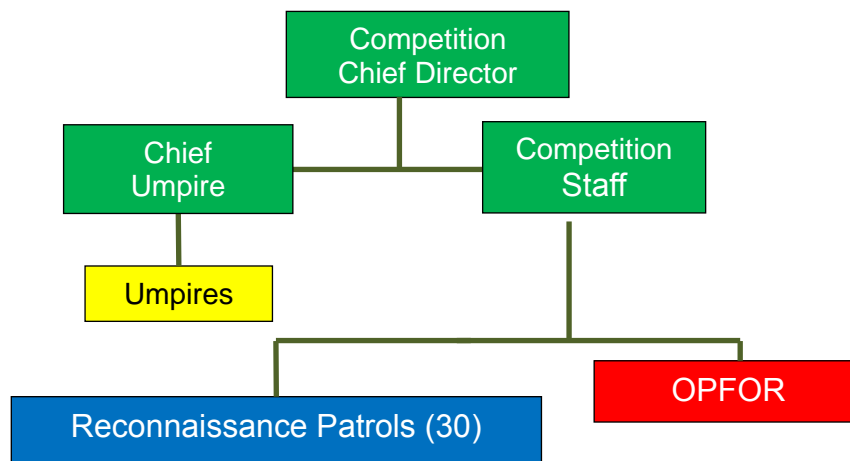 Competition
Chief Director
Chief
Umpire
Competition
Staff
Umpires
OPFOR
Reconnaissance Patrols (30)